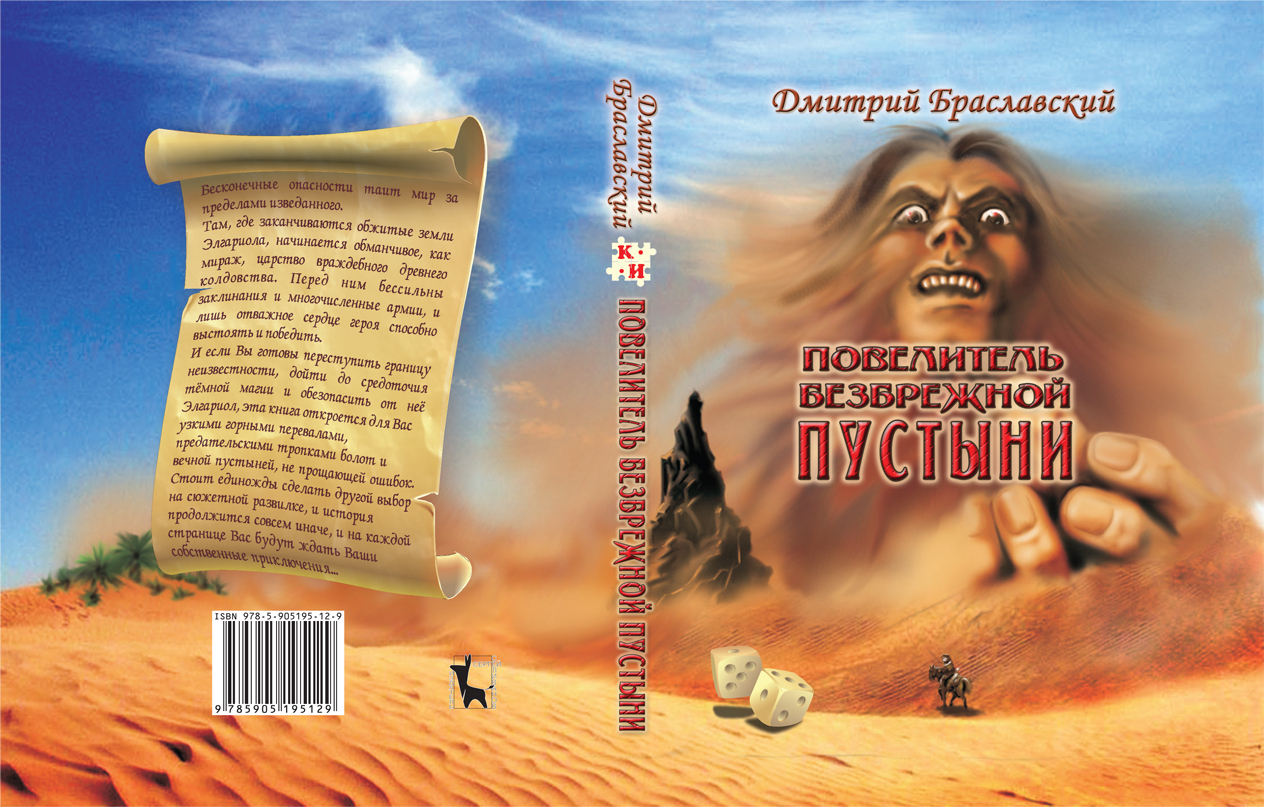 Бесконечные опасности таит мир за
пределами изведанного.
Там, где заканчиваются обжитые земли
Элгариола, начинается обманчивое, как
мираж, царство враждебного древнего
колдовства. Перед ним бессильны
заклинания и многочисленные армии, и
лишь отважное сердце героя способно
выстоять и победить.
И если Вы готовы переступить границу
неизвестности, дойти до средоточия
тёмной магии и обезопасить от неё
Элгариол, эта книга откроется для Вас
узкими горными перевалами,
предательскими тропками болот и
вечной пустыней, не прощающей ошибок.
Стоит единожды сделать другой выбор
на сюжетной развилке, и история
продолжится совсем иначе, и на каждой
странице Вас будут ждать Ваши
собственные приключения...
ISBN 978-5-905195-12-9
9 785905 195129
Дмитрий
Браславский
К
И
ПОВЕЛИТЕЛЬ БЕЗБРЕЖНОЙ ПУСТЫНИ
Дмитрий Браславский
ПОВЕЛИТЕЛЬ
БЕЗБРЕЖНОЙ
ПУСТЫНИ